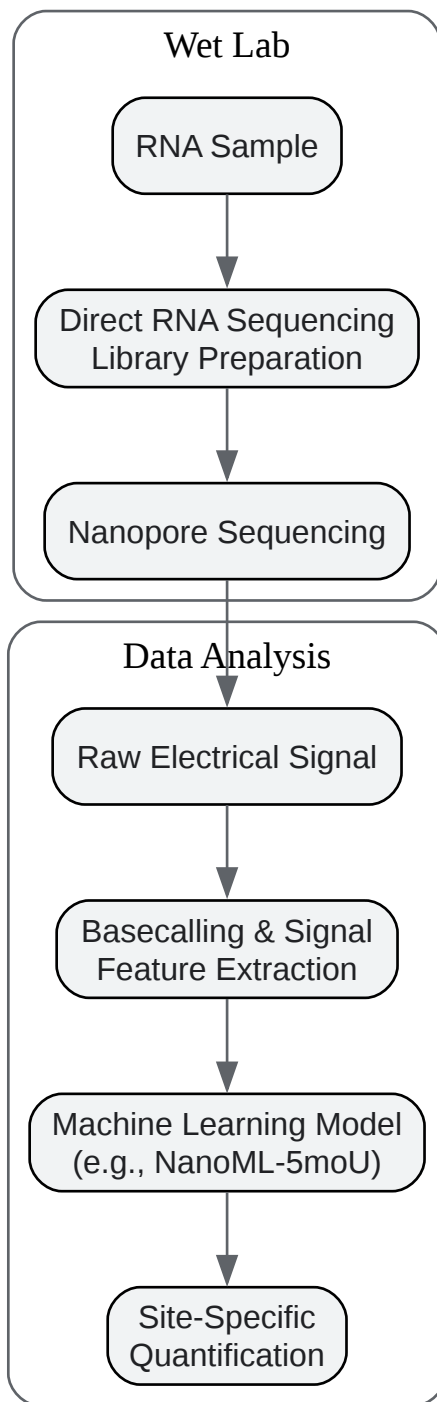 Wet Lab
RNA Sample
Direct RNA Sequencing
Library Preparation
Nanopore Sequencing
Data Analysis
Raw Electrical Signal
Basecalling & Signal
Feature Extraction
Machine Learning Model
(e.g., NanoML-5moU)
Site-Specific
Quantification